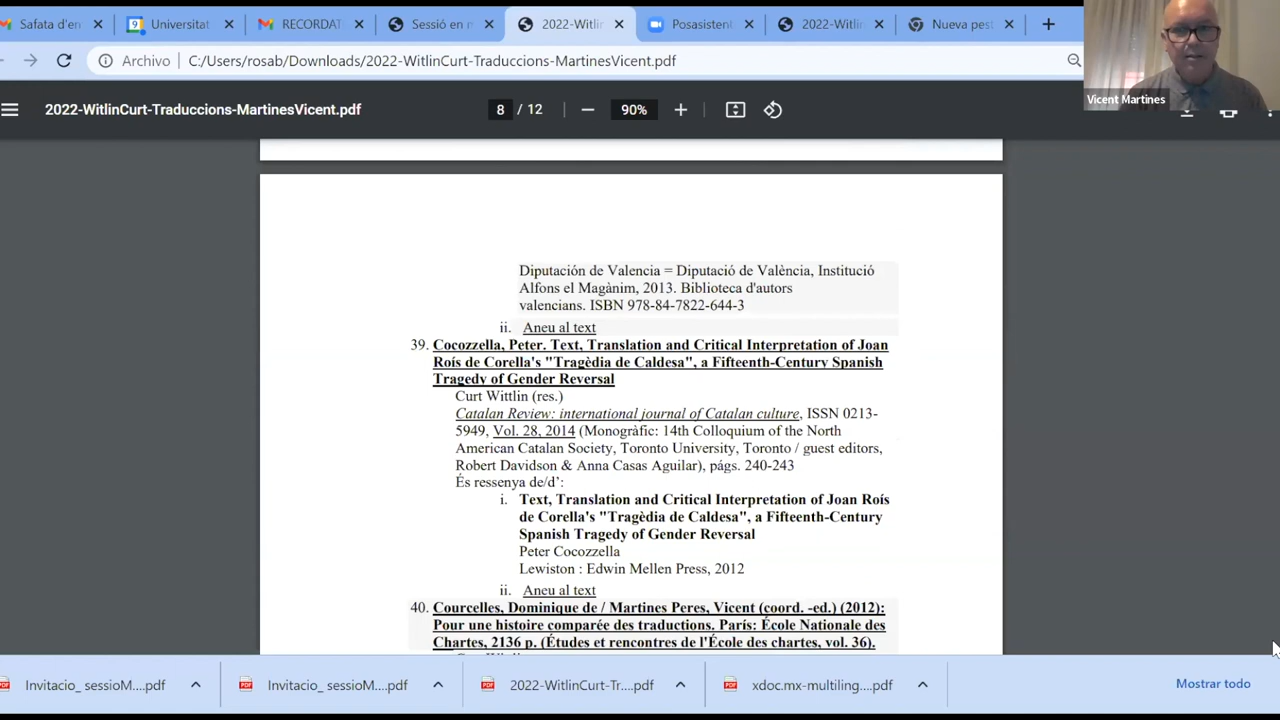 Safata d'en
Universitat
RECORDAT
Sessió en m
2022-Witlin
Posasistent
2022-Witlin
Nueva pest
Archivo
C:/Users/rosab/Downloads/2022-WitlinCurt-Traduccions-MartinesVicent.pdf
Vicent Martines
2022-WitlinCurt-Traduccions-MartinesVicent.pdf
8 / 12
90%
Diputación de Valencia = Diputació de València, Institució
Alfons el Magànim, 2013. Biblioteca d'autors
valencians. ISBN 978-84-7822-644-3
ii. Aneu al text
39. Cocozzella, Peter. Text, Translation and Critical Interpretation of Joan
Roís de Corella's "Tragèdia de Caldesa", a Fifteenth-Century Spanish
Tragedy of Gender Reversal
Curt Wittlin (res.)
Catalan Review: international journal of Catalan culture, ISSN 0213-
5949, Vol. 28, 2014 (Monogràfic: 14th Colloquium of the North
American Catalan Society, Toronto University, Toronto / guest editors,
Robert Davidson & Anna Casas Aguilar), págs. 240-243
És ressenya de/d':
i. Text, Translation and Critical Interpretation of Joan Roís
de Corella's "Tragèdia de Caldesa", a Fifteenth-Century
Spanish Tragedy of Gender Reversal
Peter Cocozzella
Lewiston : Edwin Mellen Press, 2012
ii. Aneu al text
40. Courcelles, Dominique de / Martines Peres, Vicent (coord. -ed.) (2012):
Pour une histoire comparée des traductions. París: École Nationale des
Chartes, 2136 p. (Études et rencontres de l'École des chartes, vol. 36).
Invitacio_ sessioM....pdf
Invitacio_ sessioM....pdf
2022-WitlinCurt-Tr....pdf
xdoc.mx-multiling....pdf
Mostrar todo